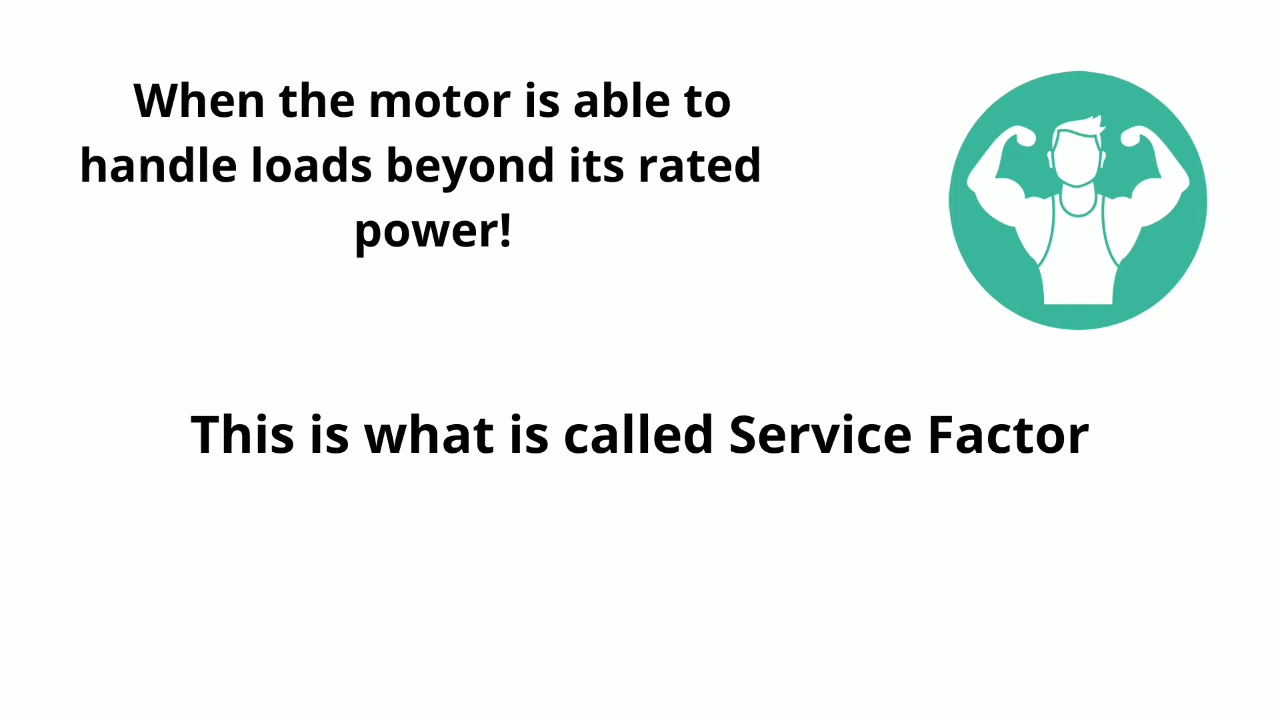 When the motor is able to
handle loads beyond its rated
power!
This is what is called Service Factor